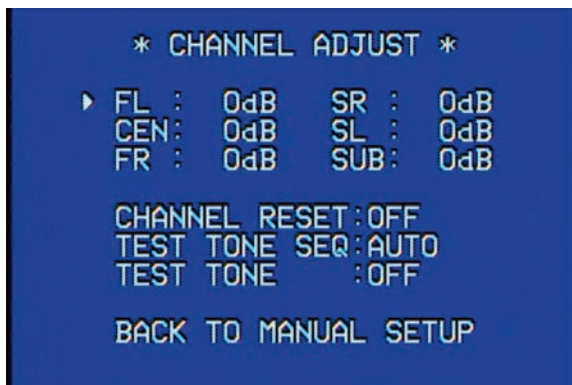 * CHANNEL ADJUST *
▸ FL : 0dB SR : 0dB
CEN: 0dB SL : 0dB
FR : 0dB SUB: 0dB
CHANNEL RESET:OFF
TEST TONE SEQ:AUTO
TEST TONE :OFF
BACK TO MANUAL SETUP